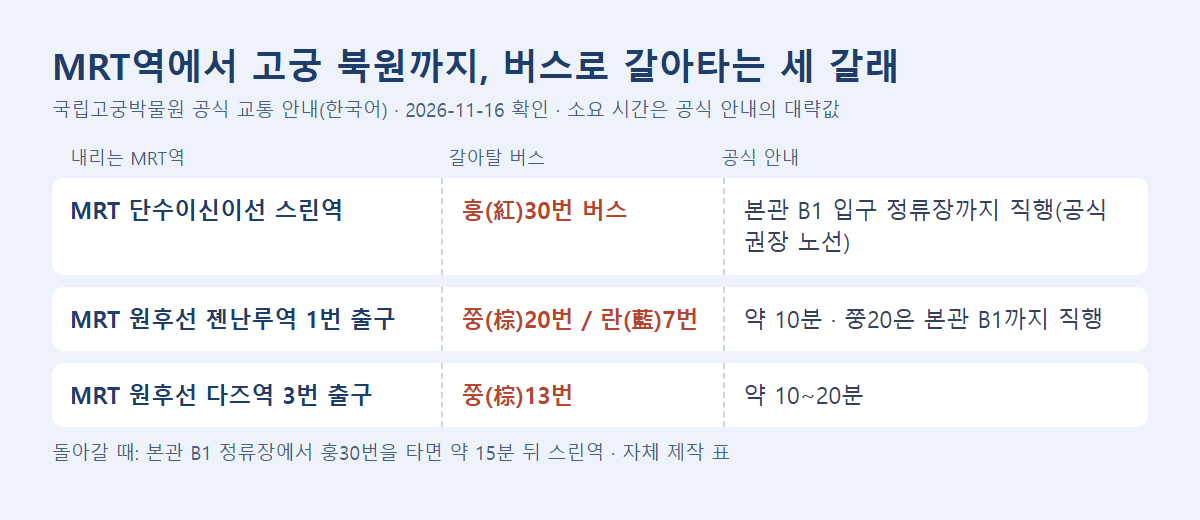 MRT역에서 고궁 북원까지, 버스로 갈아타는 세 갈래
국립고궁박물원 공식 교통 안내(한국어) · 2026-11-16 확인 · 소요 시간은 공식 안내의 대략값
내리는 MRT역 갈아탈 버스 공식 안내
MRT 단수이신이선 스린역 훙(紅)30번 버스 본관 B1 입구 정류장까지 직행(공식
권장 노선)
MRT 원후선 젠난루역 1번 출구 쭝(棕)20번 / 란(藍)7번 약 10분 · 쭝20은 본관 B1까지 직행
MRT 원후선 다즈역 3번 출구 쭝(棕)13번 약 10~20분
돌아갈 때: 본관 B1 정류장에서 훙30번을 타면 약 15분 뒤 스린역 · 자체 제작 표